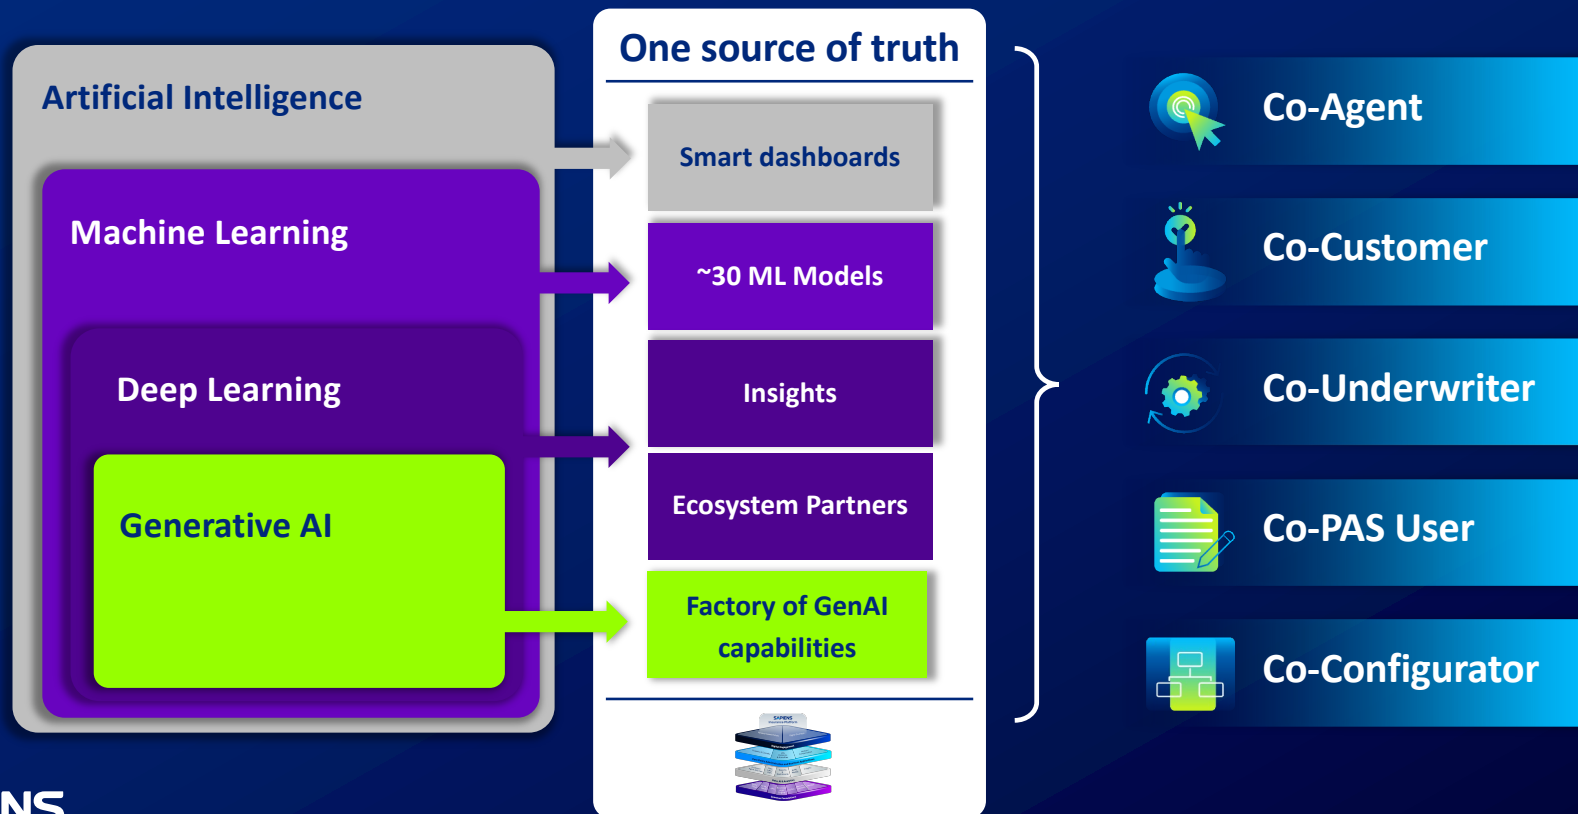 Artificial Intelligence
Machine Learning
Deep Learning
Generative AI
One source of truth
Smart dashboards
~30 ML Models
Insights
Ecosystem Partners
Factory of GenAI
capabilities
SAPIENS
Co-Agent
Co-Customer
Co-Underwriter
Co-PAS User
Co-Configurator
NS